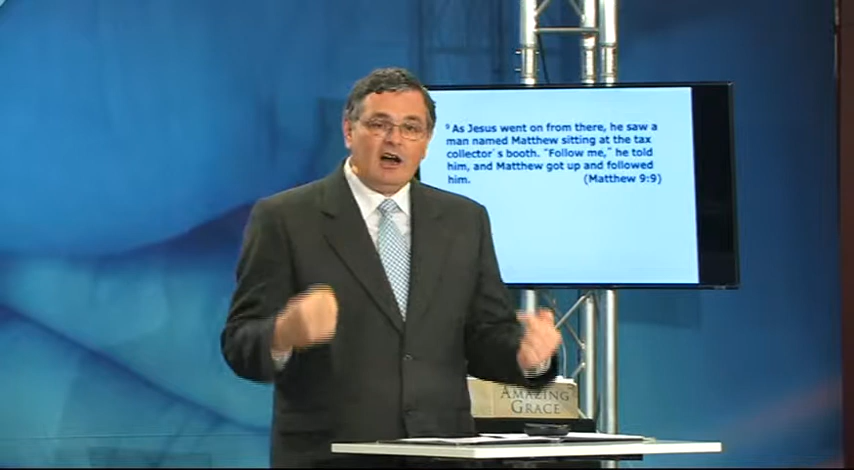 ⁹ As Jesus went on from there, he saw a
man named Matthew sitting at the tax
collector's booth. "Follow me," he told
him, and Matthew got up and followed
him. (Matthew 9:9)
AMAZING
GRACE